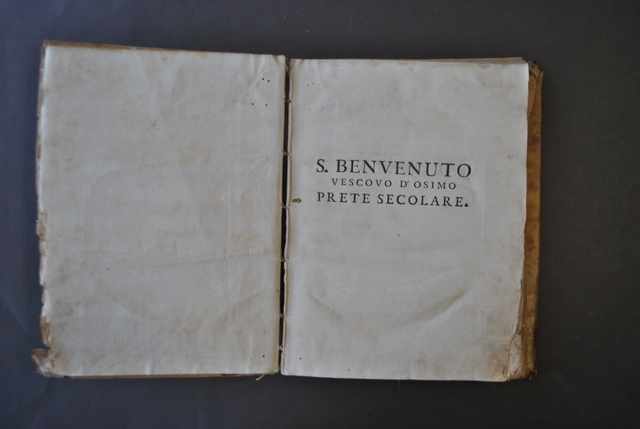 S. BENVENUTO
VESCOVO D'OSIMO
PRETE SECOLARE.